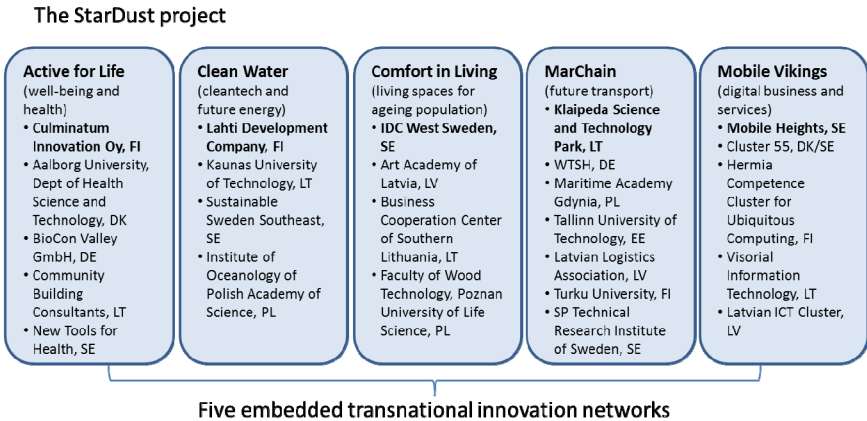 The StarDust project
Active for Life
(well-being and
health)
• Culminatum
Innovation Oy, FI
• Aalborg University,
Dept of Health
Science and
Technology, DK
• BioCon Valley
GmbH, DE
• Community
Building
Consultants, LT
• New Tools for
Health, SE
Clean Water
(cleantech and
future energy)
• Lahti Development
Company, FI
• Kaunas University
of Technology, LT
• Sustainable
Sweden Southeast,
SE
• Institute of
Oceanology of
Polish Academy of
Science, PL
Comfort in Living
(living spaces for
ageing population)
• IDC West Sweden,
SE
• Art Academy of
Latvia, LV
• Business
Cooperation Center
of Southern
Lithuania, LT
• Faculty of Wood
Technology, Poznan
University of Life
Science, PL
MarChain
(future transport)
• Klaipeda Science
and Technology
Park, LT
• WTSH, DE
• Maritime Academy
Gdynia, PL
• Tallinn University of
Technology, EE
• Latvian Logistics
Association, LV
• Turku University, FI
• SP Technical
Research Institute
of Sweden, SE
Mobile Vikings
(digital business and
services)
• Mobile Heights, SE
• Cluster 55, DK/SE
• Hermia
Competence
Cluster for
Ubiquitous
Computing, FI
• Visorial
Information
Technology, LT
• Latvian ICT Cluster,
LV
Five embedded transnational innovation networks